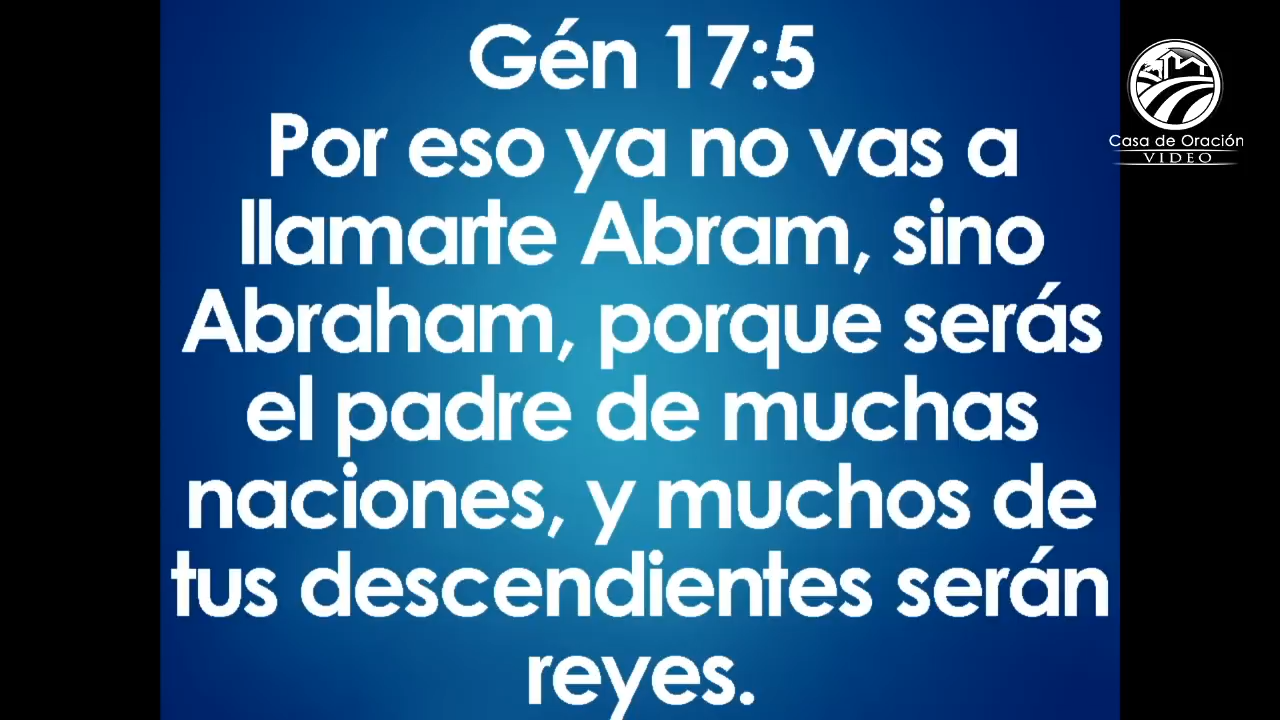 Gén 17:5
Por eso ya no vas a
llamarte Abram, sino
Abraham, porque serás
el padre de muchas
naciones, y muchos de
tus descendientes serán
reyes.
Casa de Oración
VIDEO